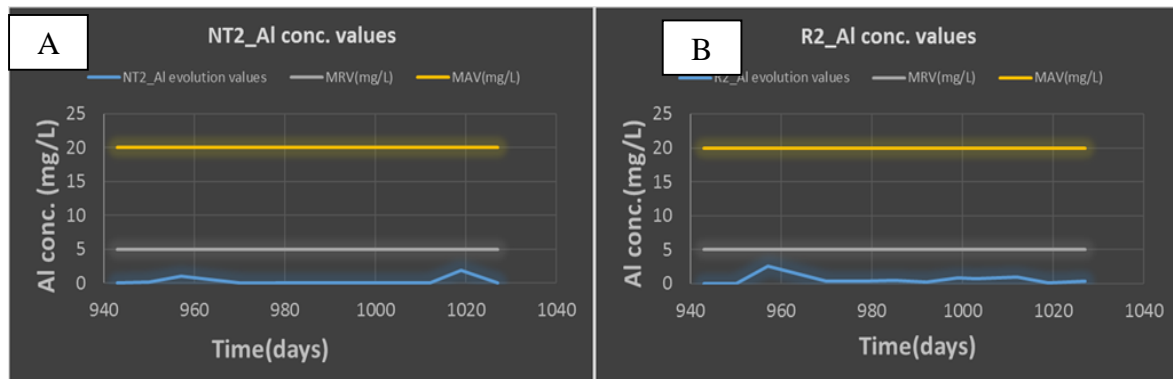 A
NT2_Al conc. values
NT2_Al evolution values MRV(mg/L) MAV(mg/L)
Al conc. (mg/L)
25
20
15
10
5
0
940 960 980 1000 1020 1040
Time(days)
B
R2_Al conc. values
R2_Al evolution values MRV(mg/L) MAV(mg/L)
Al conc.(mg/L)
25
20
15
10
5
0
940 960 980 1000 1020 1040
Time(days)